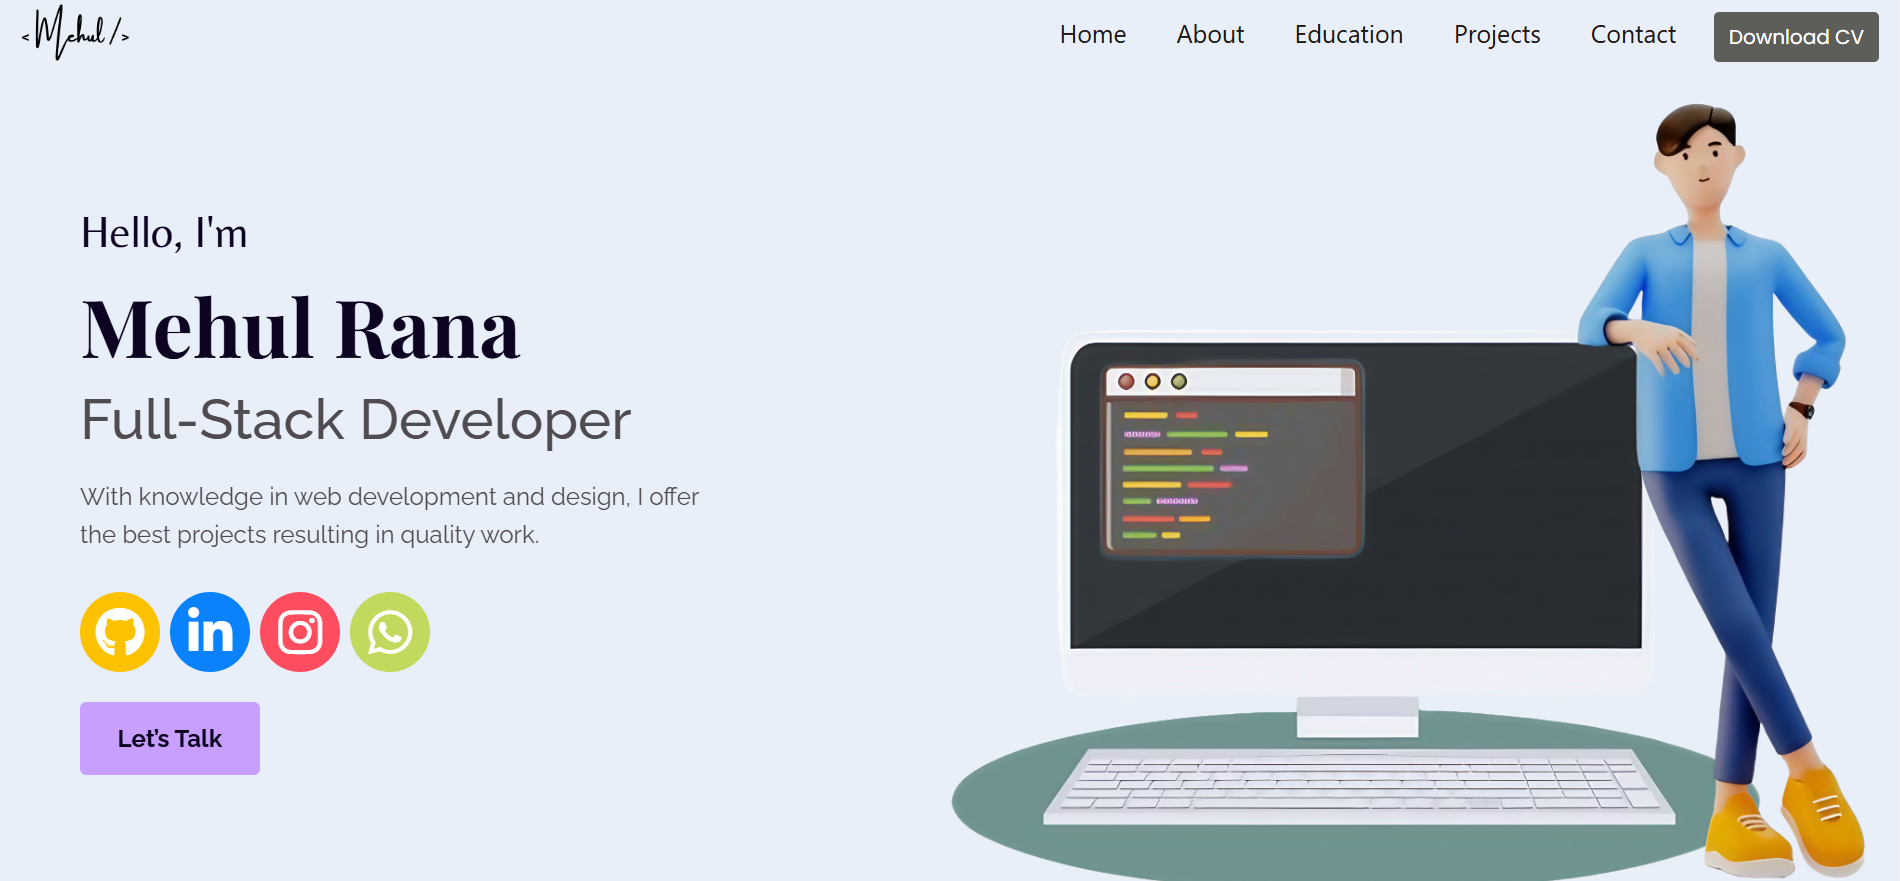 <Mehul/>
Home About Education Projects Contact Download CV
Hello, I'm
Mehul Rana
Full-Stack Developer
With knowledge in web development and design, I offer
the best projects resulting in quality work.
in
Let's Talk